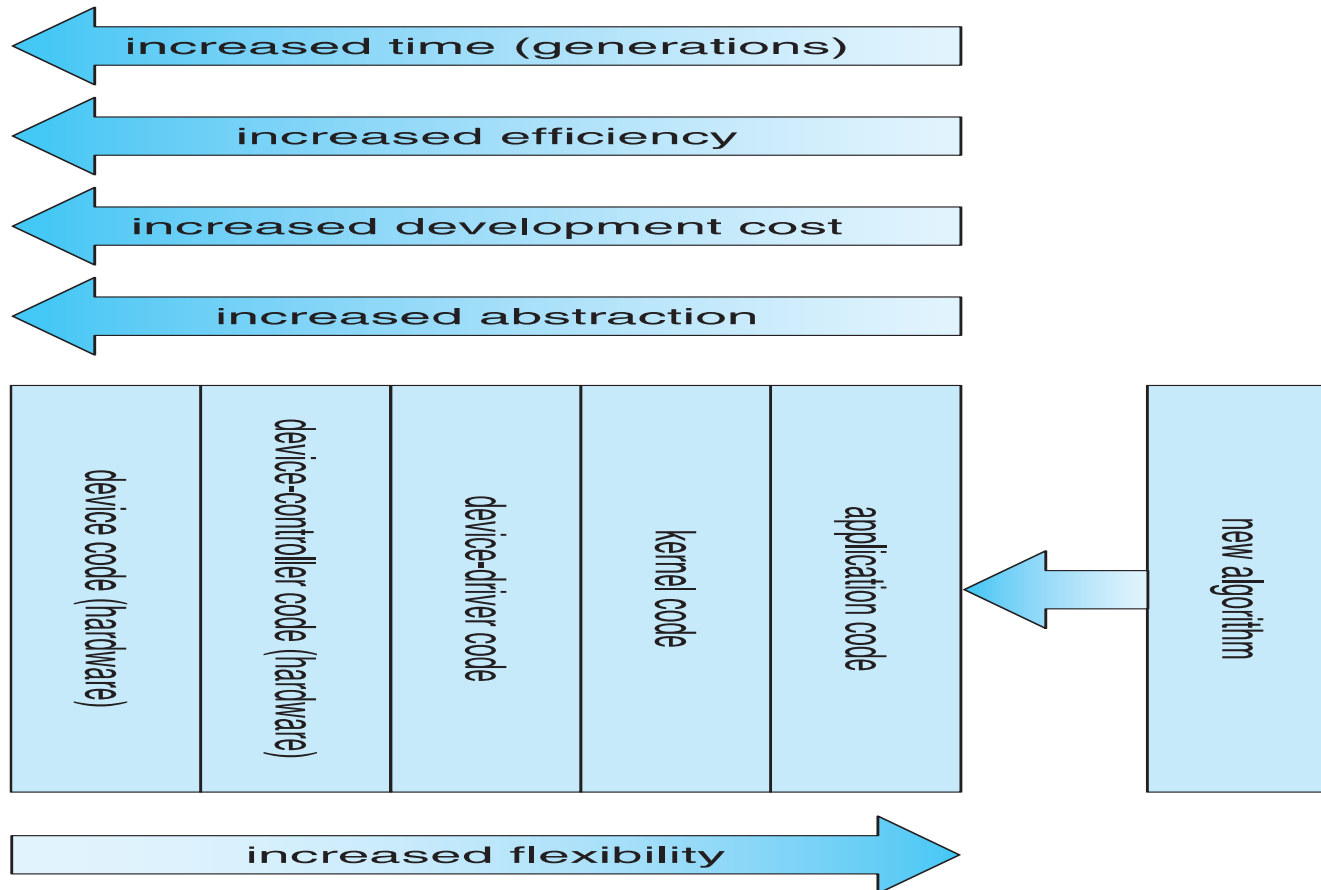 increased time (generations)
increased efficiency
increased development cost
increased abstraction
device code (hardware)
device-controller code (hardware)
device-driver code
kernel code
application code
new algorithm
increased flexibility